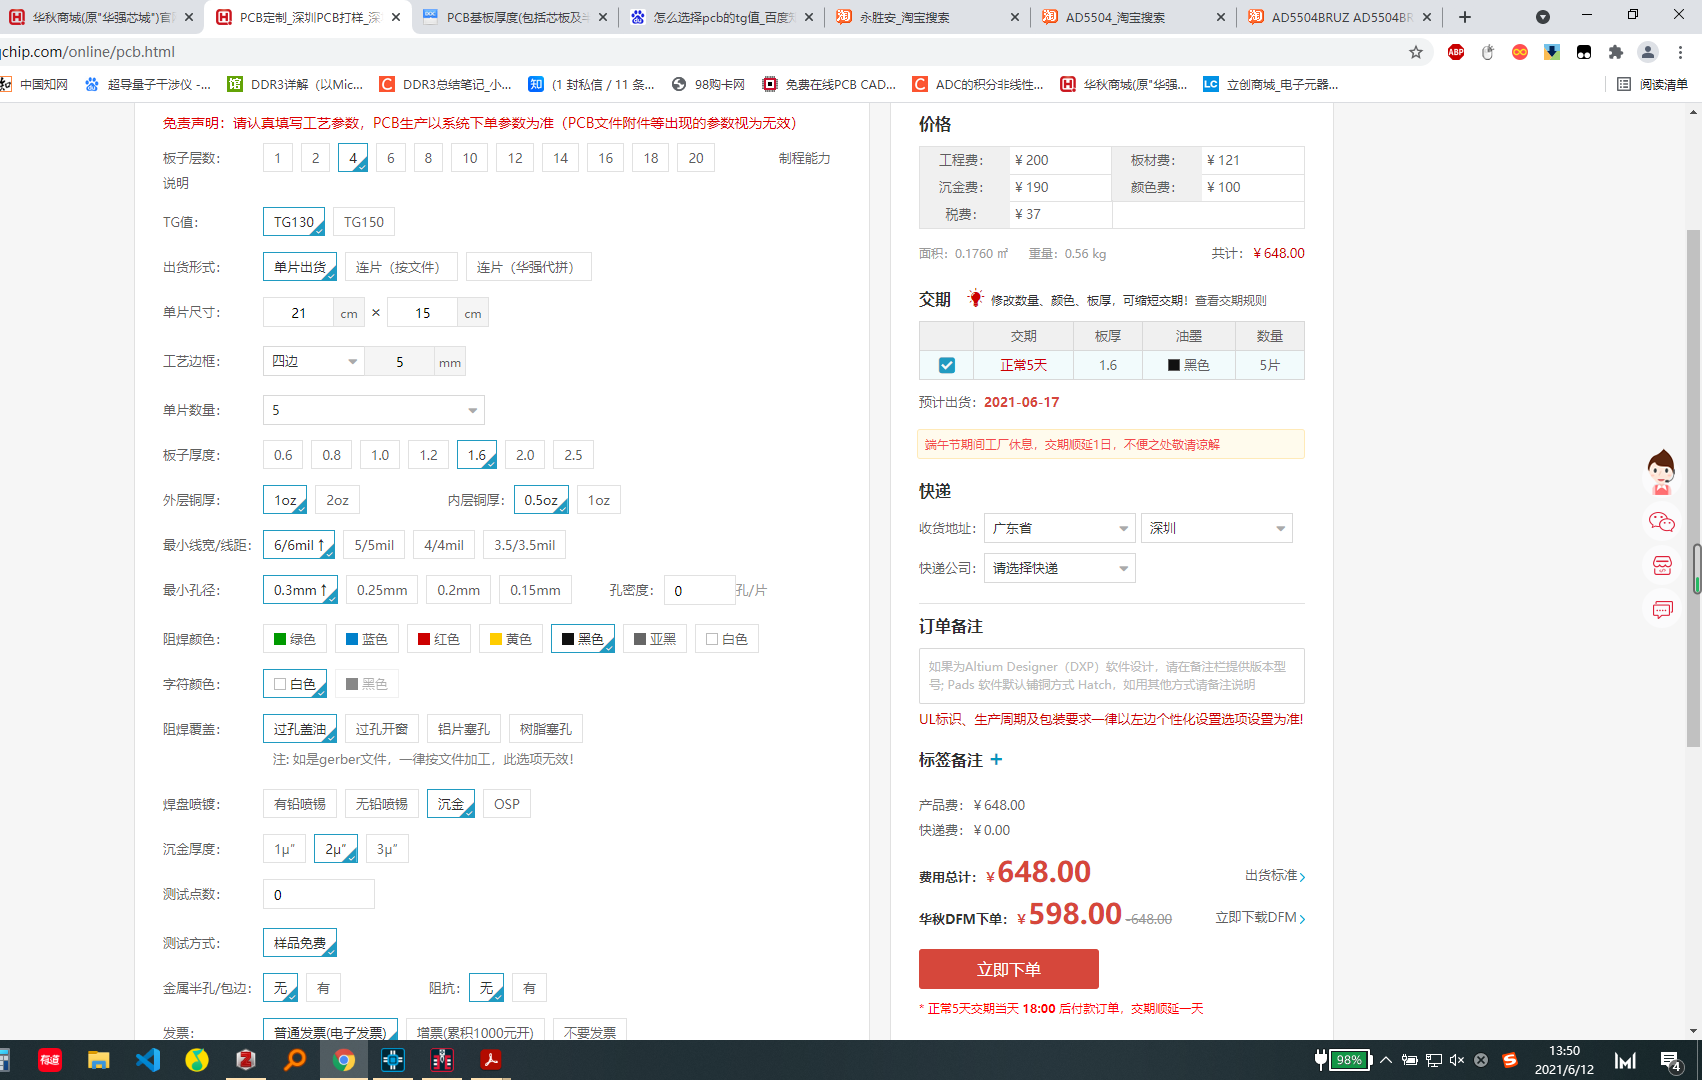 华秋商城(原"华强芯城")官
PCB定制_深圳PCB打样_深
PCB基板厚度(包括芯板及半
怎么选择pcb的tg值_百度
永胜安_淘宝搜索
AD5504_淘宝搜索
AD5504BRUZ AD5504BR
qchip.com/online/pcb.html
中国知网
超导量子干涉仪 -...
DDR3详解（以Mic...
DDR3总结笔记_小...
(1 封私信 / 11 条...
98购卡网
免费在线PCB CAD...
ADC的积分非线性...
华秋商城(原"华强...
立创商城_电子元器...
阅读清单
免责声明：请认真填写工艺参数，PCB生产以系统下单参数为准（PCB文件附件等出现的参数视为无效）
板子层数： 1 2 4 6 8 10 12 14 16 18 20 制程能力
说明
TG值： TG130 TG150
出货形式： 单片出货 连片（按文件） 连片（华强代拼）
单片尺寸： 21 cm × 15 cm
工艺边框： 四边 5 mm
单片数量： 5
板子厚度： 0.6 0.8 1.0 1.2 1.6 2.0 2.5
外层铜厚： 1oz 2oz 内层铜厚： 0.5oz 1oz
最小线宽/线距： 6/6mil↑ 5/5mil 4/4mil 3.5/3.5mil
最小孔径： 0.3mm↑ 0.25mm 0.2mm 0.15mm 孔密度： 0 孔/片
阻焊颜色： 绿色 蓝色 红色 黄色 黑色 亚黑 白色
字符颜色： 白色 黑色
阻焊覆盖： 过孔盖油 过孔开窗 铝片塞孔 树脂塞孔
注: 如是gerber文件，一律按文件加工，此选项无效！
焊盘喷镀： 有铅喷锡 无铅喷锡 沉金 OSP
沉金厚度： 1μ" 2μ" 3μ"
测试点数： 0
测试方式： 样品免费
金属半孔/包边： 无 有 阻抗： 无 有
发票： 普通发票(电子发票) 增票(累积1000元开) 不要发票
价格
工程费： ¥ 200 板材费： ¥ 121
沉金费： ¥ 190 颜色费： ¥ 100
税费： ¥ 37
面积：0.1760 ㎡ 重量：0.56 kg 共计：¥ 648.00
交期 修改数量、颜色、板厚，可缩短交期！查看交期规则
交期 板厚 油墨 数量
正常5天 1.6 黑色 5片
预计出货：2021-06-17
端午节期间工厂休息，交期顺延1日，不便之处敬请谅解
快递
收货地址： 广东省 深圳
快递公司： 请选择快递
订单备注
如果为Altium Designer（DXP）软件设计，请在备注栏提供版本型
号; Pads 软件默认铺铜方式 Hatch，如用其他方式请备注说明
UL标识、生产周期及包装要求一律以左边个性化设置选项设置为准!
标签备注 +
产品费：¥ 648.00
快递费：¥ 0.00
费用总计：¥ 648.00 出货标准
华秋DFM下单：¥ 598.00 -648.00 立即下载DFM
立即下单
* 正常5天交期当天 18:00 后付款订单，交期顺延一天
98%
13:50
2021/6/12
4